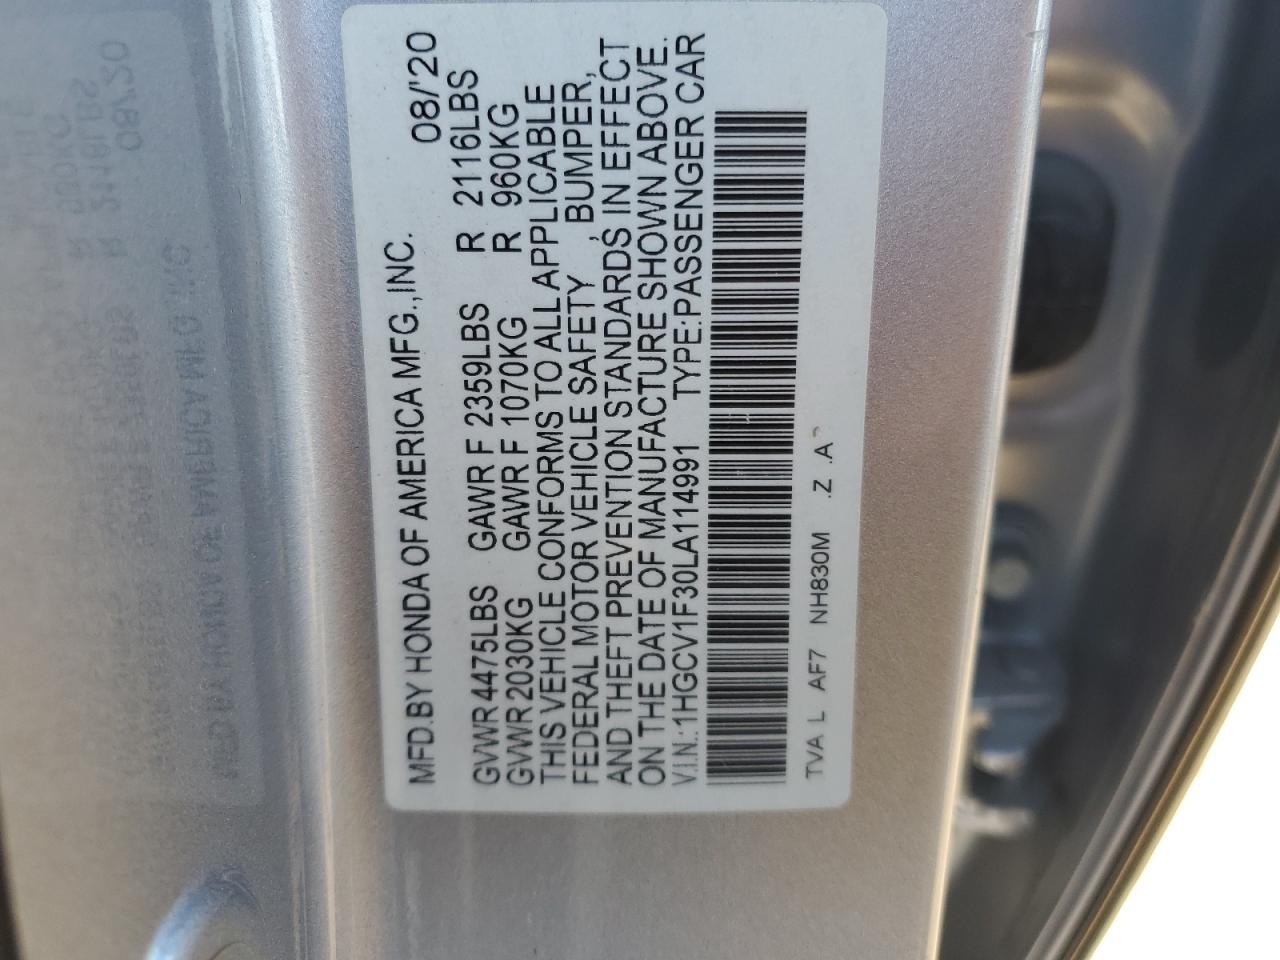 MFD.BY HONDA OF AMERICA MFG.,INC. 08/'20
GVWR 4475LBS GAWR F 2359LBS R 2116LBS
GVWR 2030KG GAWR F 1070KG R 960KG
THIS VEHICLE CONFORMS TO ALL APPLICABLE
FEDERAL MOTOR VEHICLE SAFETY , BUMPER,
AND THEFT PREVENTION STANDARDS IN EFFECT
ON THE DATE OF MANUFACTURE SHOWN ABOVE.
V.I.N.:1HGCV1F30LA114991 TYPE:PASSENGER CAR
TVA L AF7 NH830M .Z .A